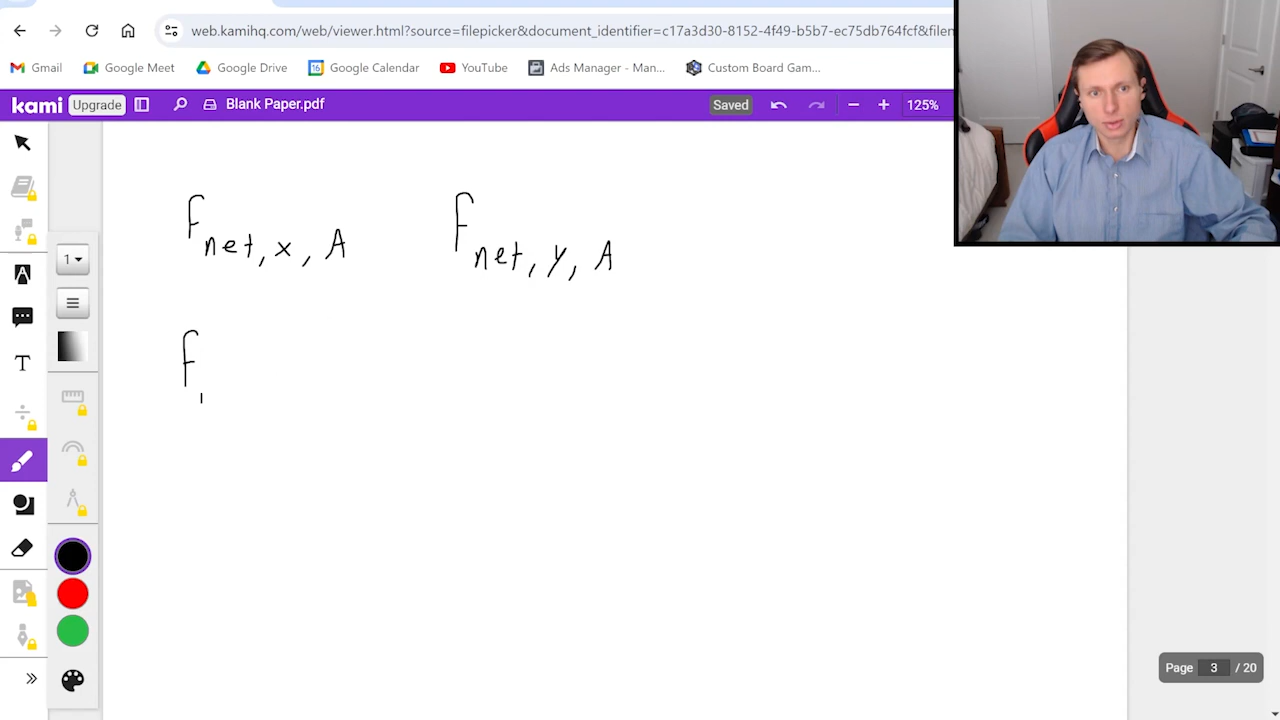 web.kamihq.com/web/viewer.html?source=filepicker&document_identifier=c17a3d30-8152-4f49-b5b7-ec75db764fcf&filen
Gmail Google Meet Google Drive 16 Google Calendar YouTube Ads Manager - Man... Custom Board Gam...
kami Upgrade Blank Paper.pdf Saved 125%
F net, x, A F net, y, A
1
F
A
T
Page 3 / 20